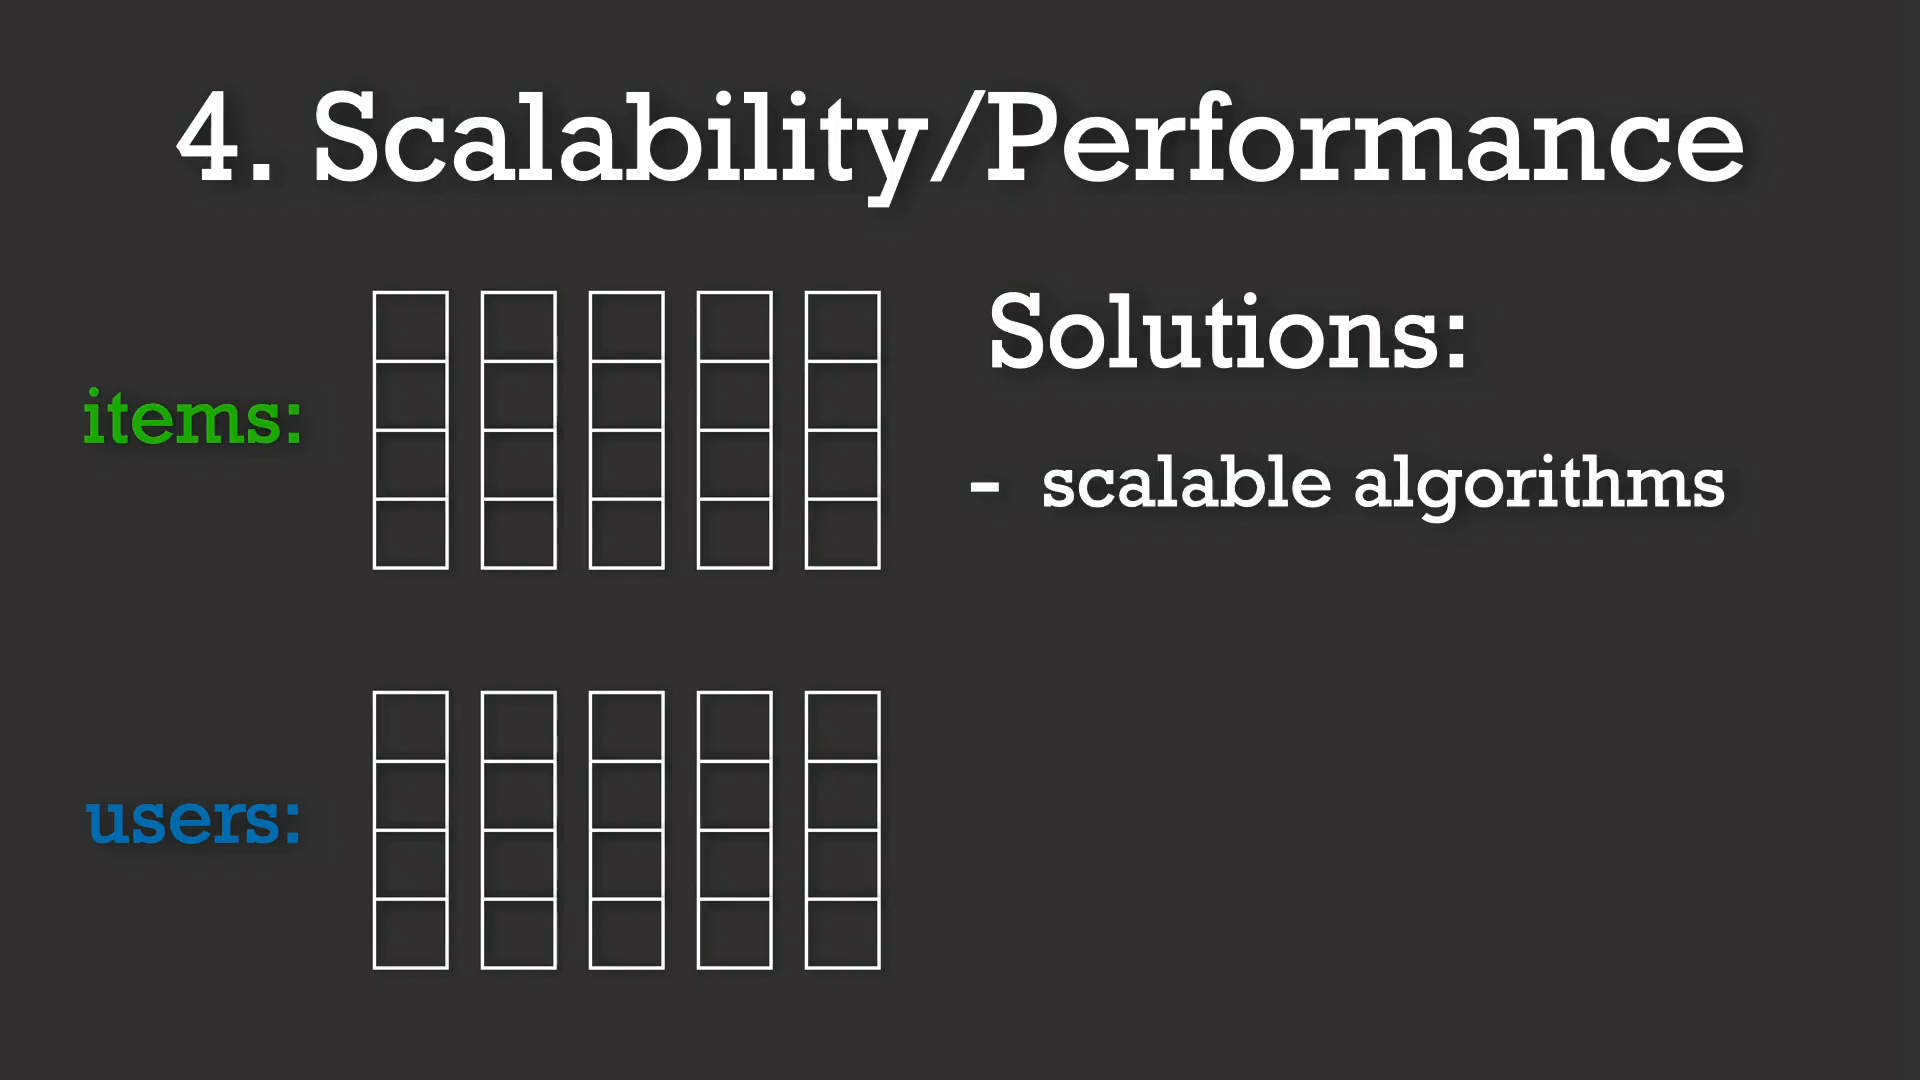 4. Scalability/Performance
Solutions:
items:
- scalable algorithms
users: